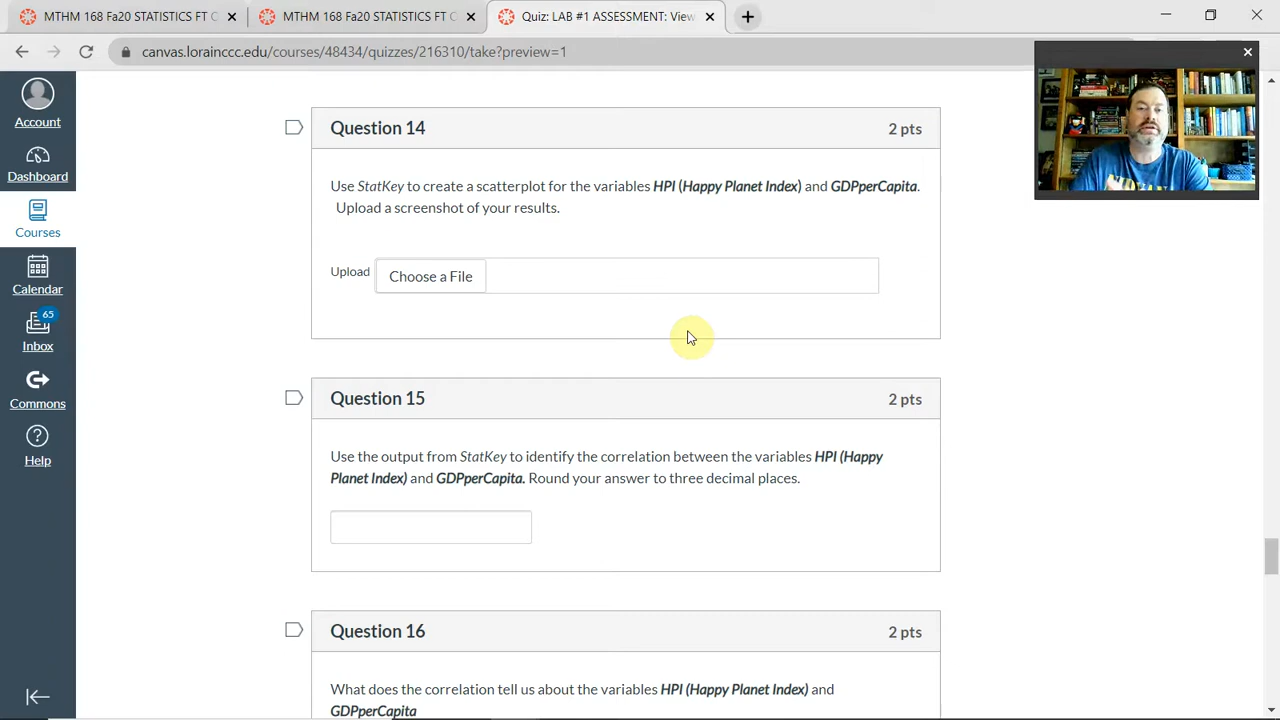 MTHM 168 Fa20 STATISTICS FT C
MTHM 168 Fa20 STATISTICS FT C
Quiz: LAB #1 ASSESSMENT: View
canvas.lorainccc.edu/courses/48434/quizzes/216310/take?preview=1
Account
Dashboard
Courses
Calendar
65
Inbox
Commons
Help
Question 14
2 pts
Use StatKey to create a scatterplot for the variables HPI (Happy Planet Index) and GDPperCapita.
Upload a screenshot of your results.
Upload
Choose a File
Question 15
2 pts
Use the output from StatKey to identify the correlation between the variables HPI (Happy
Planet Index) and GDPperCapita. Round your answer to three decimal places.
Question 16
2 pts
What does the correlation tell us about the variables HPI (Happy Planet Index) and
GDPperCapita